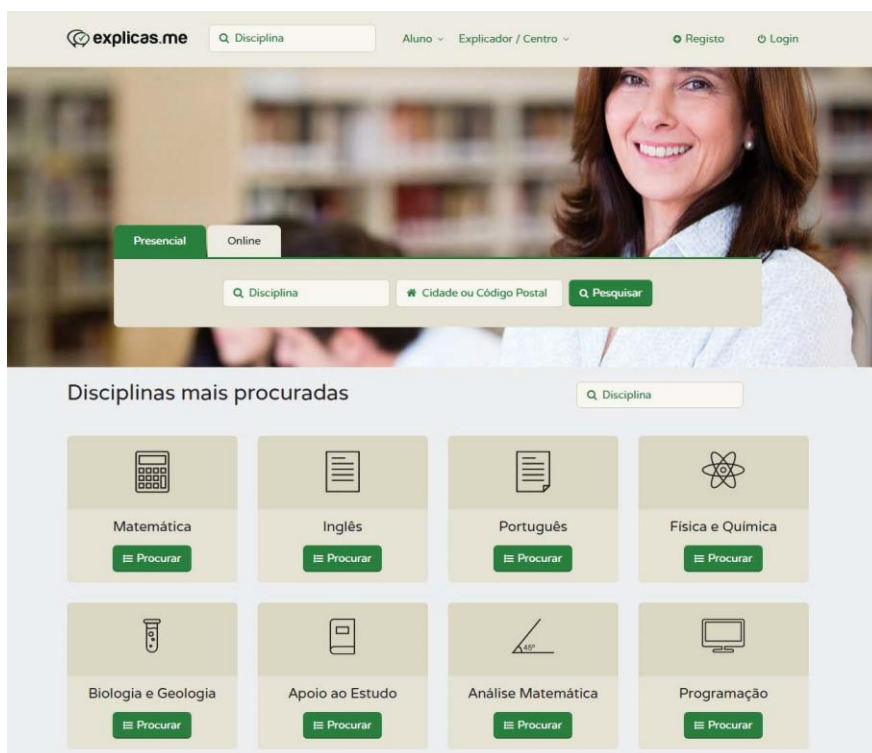 explicas.me Disciplina Aluno Explicador / Centro Registo Login
Presencial Online
Disciplina Cidade ou Código Postal Pesquisar
Disciplinas mais procuradas Disciplina
Matemática Inglês Português Física e Química
Procurar Procurar Procurar Procurar
45º
Biologia e Geologia Apoio ao Estudo Análise Matemática Programação
Procurar Procurar Procurar Procurar